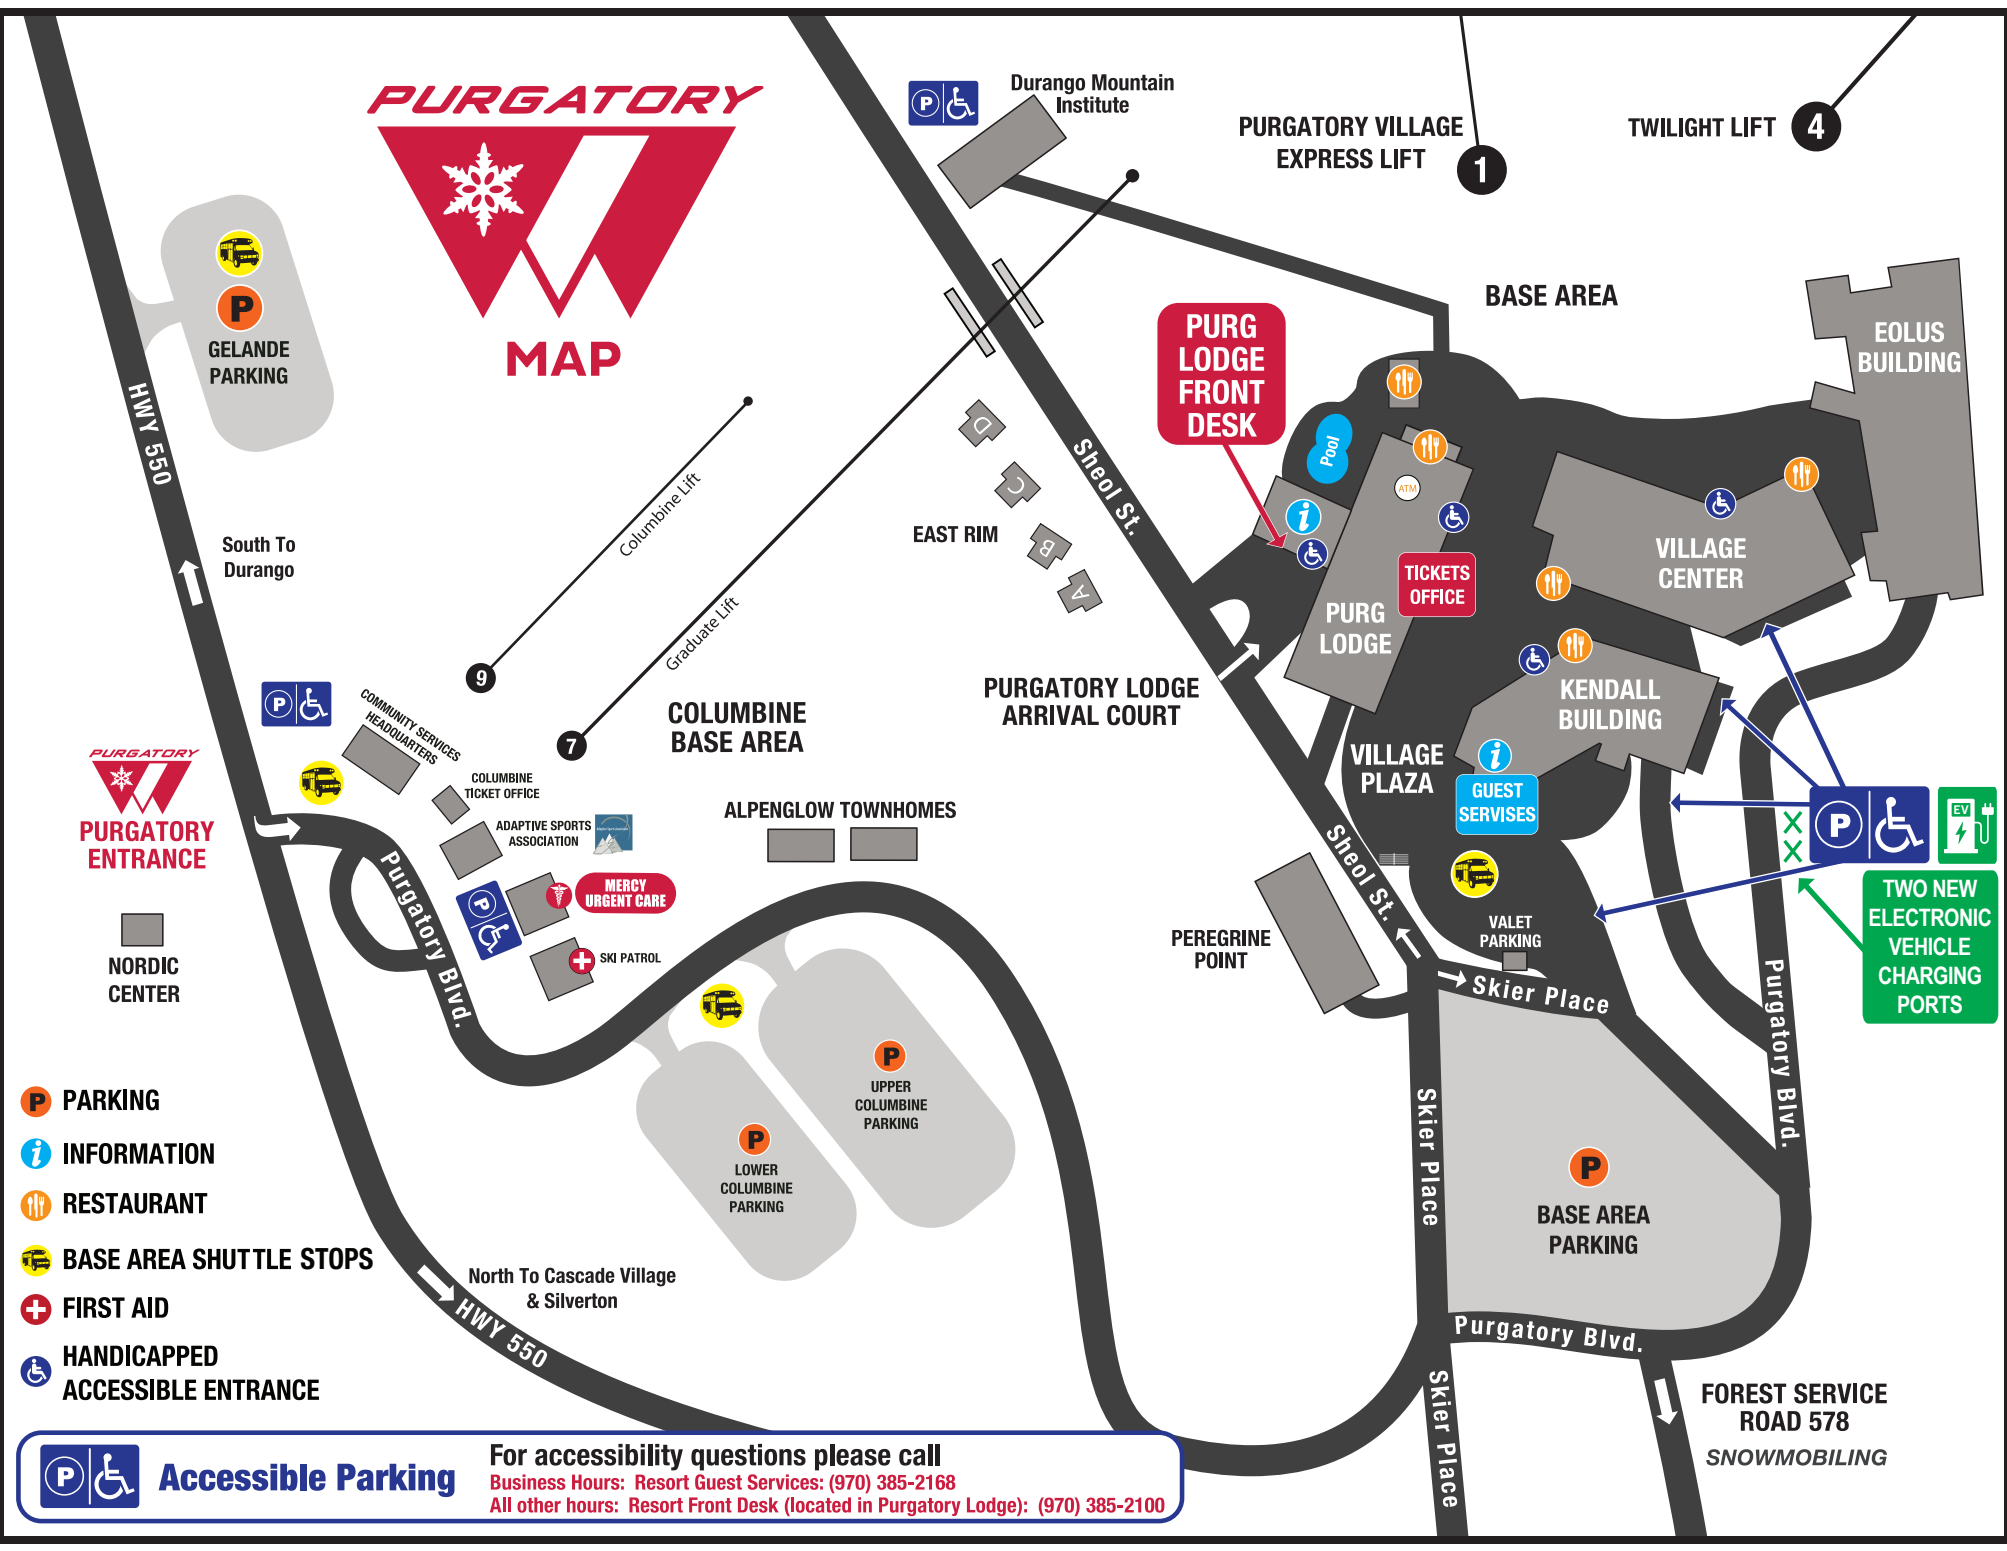 PURGATORY
MAP
Durango Mountain
Institute
PURGATORY VILLAGE
EXPRESS LIFT
1
TWILIGHT LIFT
4
P
GELANDE
PARKING
HWY 550
BASE AREA
PURG
LODGE
FRONT
DESK
EOLUS
BUILDING
Pool
ATM
i
D
C
B
A
EAST RIM
Sheol St.
South To
Durango
Columbine Lift
Graduate Lift
9
7
VILLAGE
CENTER
TICKETS
OFFICE
PURG
LODGE
KENDALL
BUILDING
PURGATORY LODGE
ARRIVAL COURT
COLUMBINE
BASE AREA
P
COMMUNITY SERVICES
HEADQUARTERS
COLUMBINE
TICKET OFFICE
ADAPTIVE SPORTS
ASSOCIATION
ALPENGLOW TOWNHOMES
PURGATORY
PURGATORY
ENTRANCE
VILLAGE
PLAZA
i
GUEST
SERVISES
Sheol St.
P
EV
X
X
TWO NEW
ELECTRONIC
VEHICLE
CHARGING
PORTS
Purgatory Blvd.
P
MERCY
URGENT CARE
SKI PATROL
NORDIC
CENTER
PEREGRINE
POINT
VALET
PARKING
Skier Place
Purgatory Blvd.
Skier Place
P
UPPER
COLUMBINE
PARKING
P
LOWER
COLUMBINE
PARKING
P
BASE AREA
PARKING
P PARKING
i INFORMATION
RESTAURANT
BASE AREA SHUTTLE STOPS
FIRST AID
HANDICAPPED
ACCESSIBLE ENTRANCE
North To Cascade Village
& Silverton
HWY 550
Purgatory Blvd.
Skier Place
FOREST SERVICE
ROAD 578
SNOWMOBILING
P
Accessible Parking
For accessibility questions please call
Business Hours: Resort Guest Services: (970) 385-2168
All other hours: Resort Front Desk (located in Purgatory Lodge): (970) 385-2100